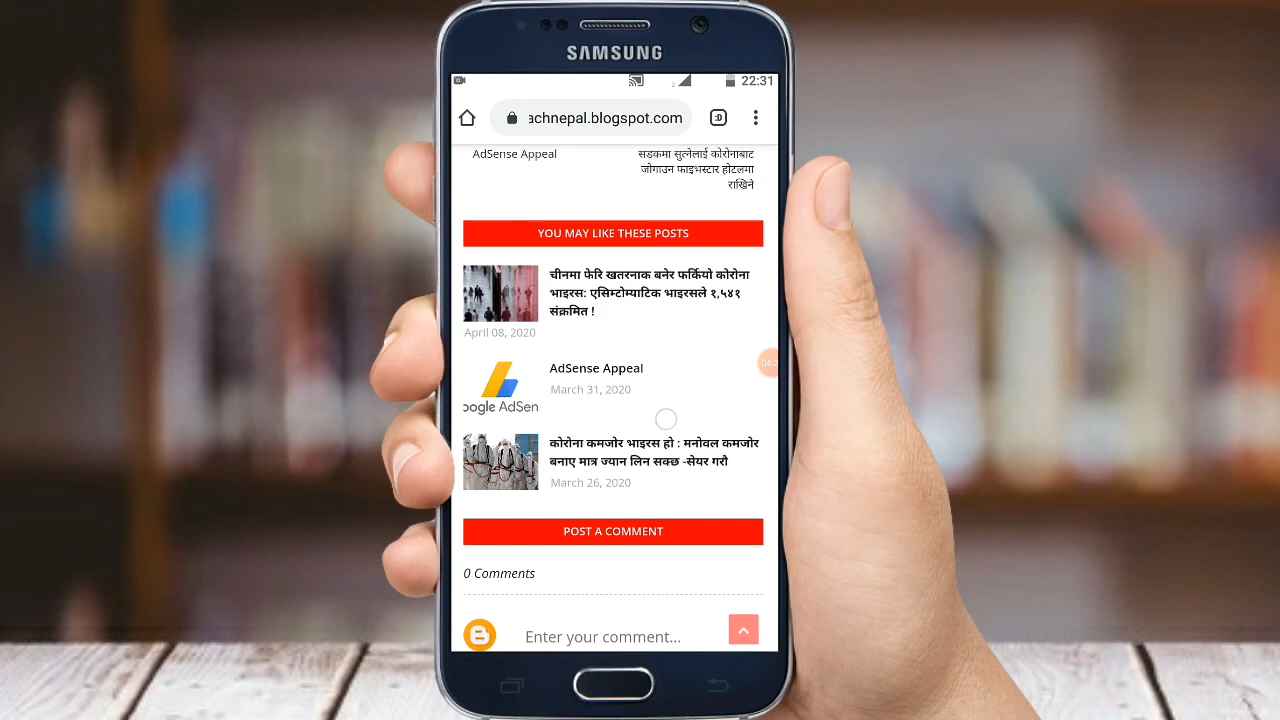 SAMSUNG
22:31
achnepal.blogspot.com
:D
AdSense Appeal
सडकमा सुत्नेलाई कोरोनाबाट
जोगाउन फाइभस्टार होटलमा
राखिने
YOU MAY LIKE THESE POSTS
चीनमा फेरि खतरनाक बनेर फर्कियो कोरोना
भाइरस: एसिम्टोम्याटिक भाइरसले १,५४१
संक्रमित !
April 08, 2020
AdSense Appeal
March 31, 2020
oogle AdSen
कोरोना कमजोर भाइरस हो : मनोवल कमजोर
बनाए मात्र ज्यान लिन सक्छ -सेयर गरौ
March 26, 2020
POST A COMMENT
0 Comments
Enter your comment...